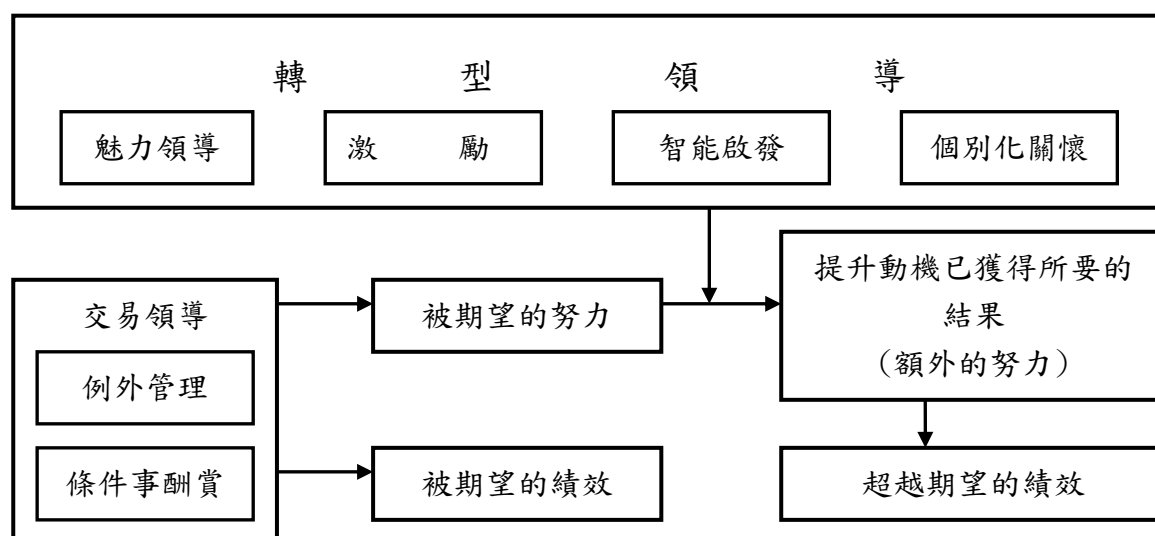 轉型領導
魅力領導
激勵
智能啟發
個別化關懷
交易領導
例外管理
條件事酬賞
被期望的努力
被期望的績效
提升動機已獲得所要的
結果
（額外的努力）
超越期望的績效